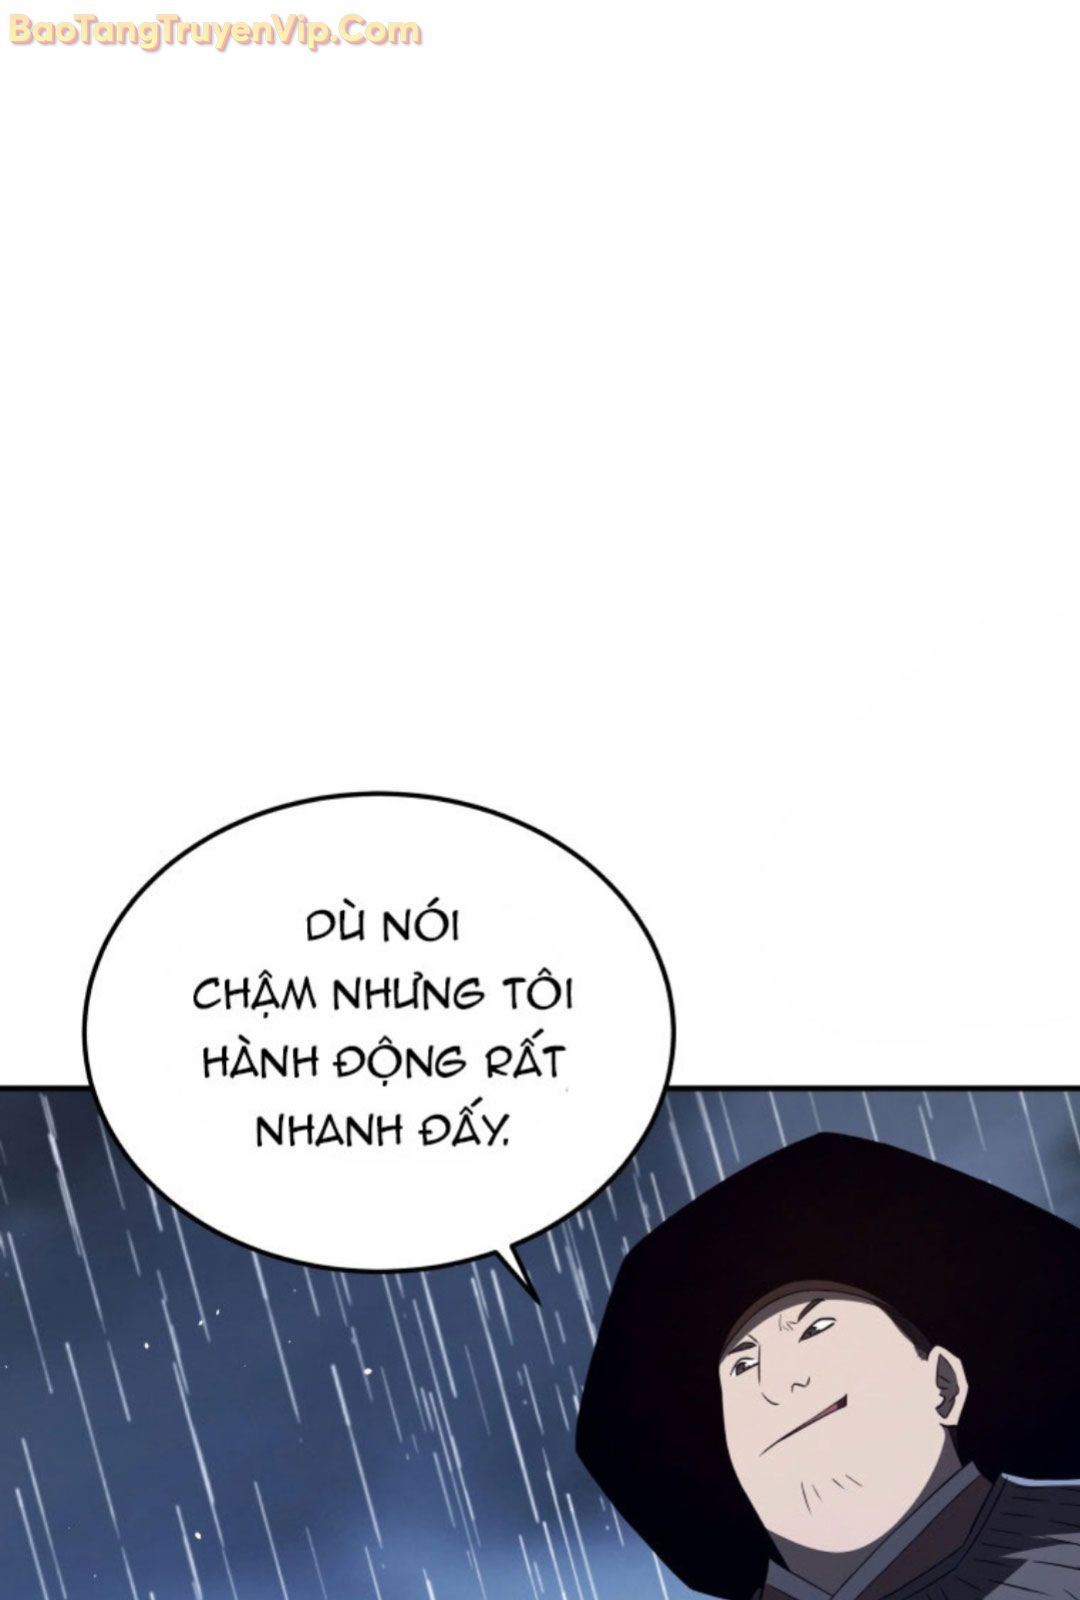 BaoTangTruyenVip.Com
DÙ NÓI
CHẬM NHƯNG TÔI
HÀNH ĐỘNG RẤT
NHANH ĐẤY.